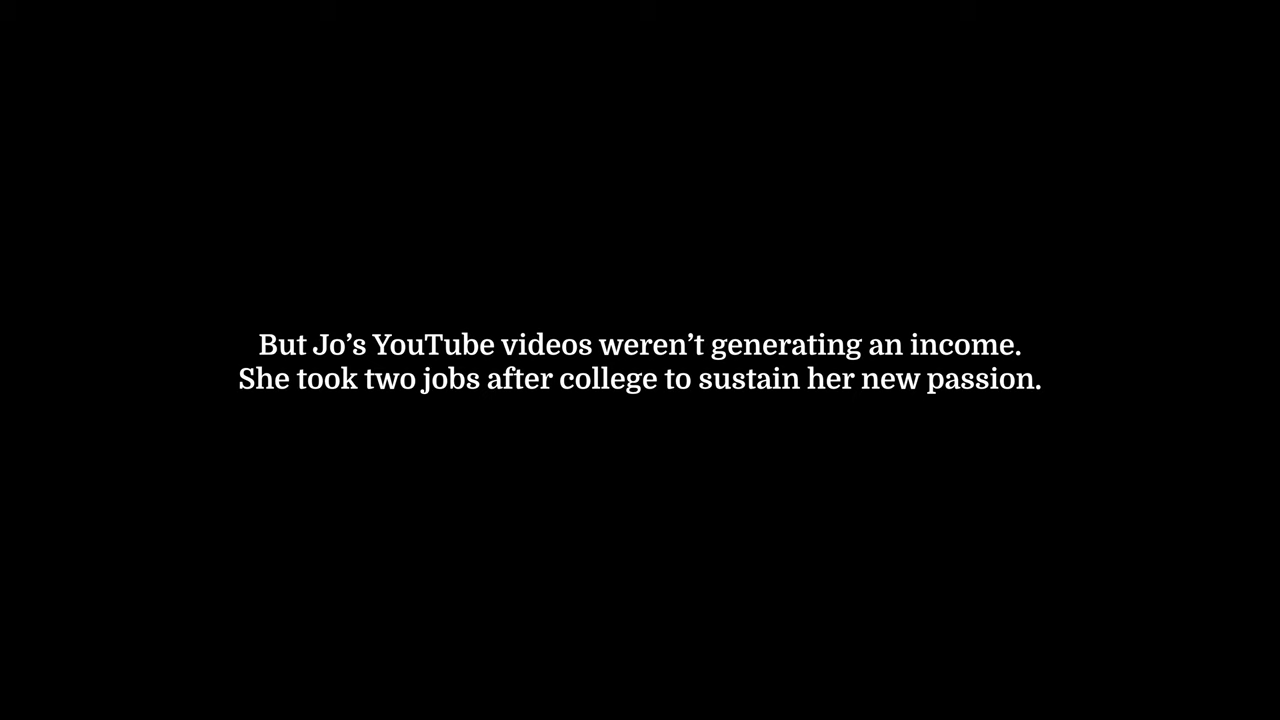 But Jo’s YouTube videos weren’t generating an income.
She took two jobs after college to sustain her new passion.